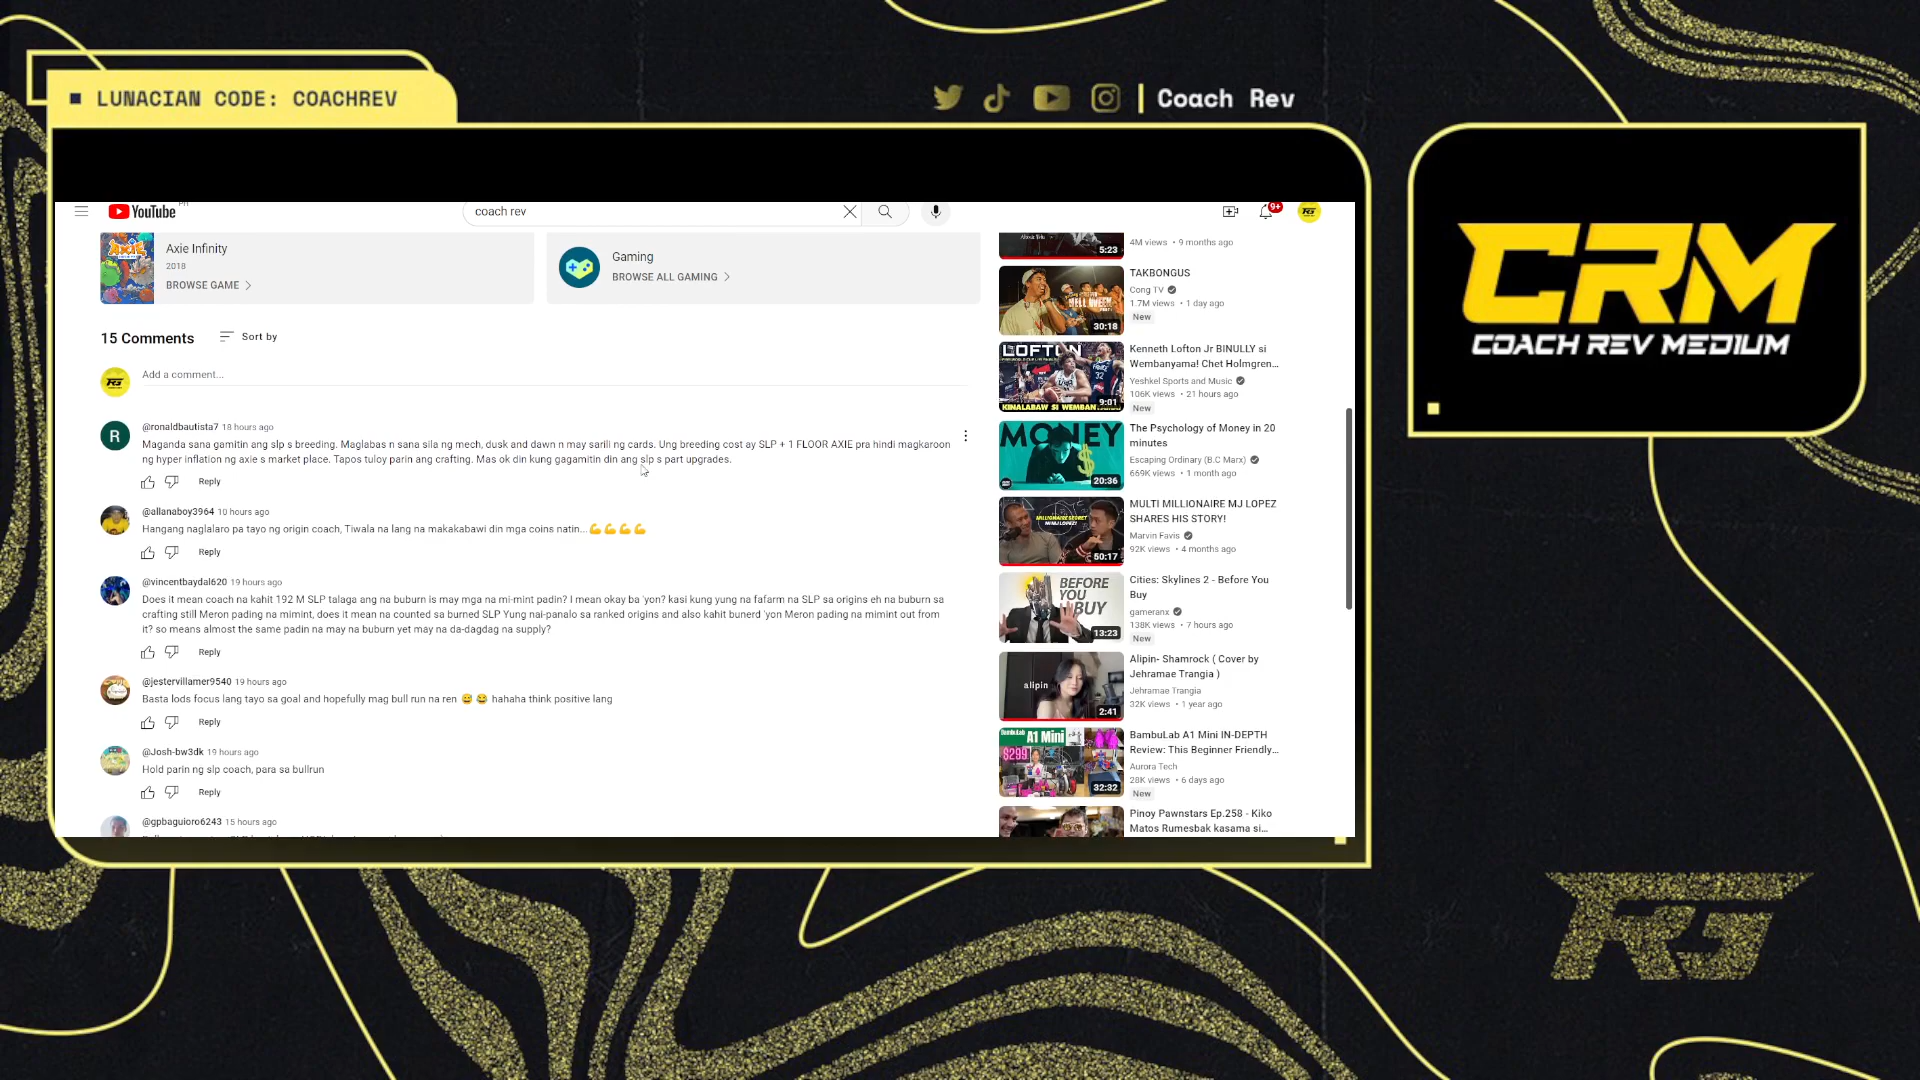 LUNACIAN CODE: COACHREV
Coach Rev
YouTube
coach rev
9+
Axie Infinity
2018
BROWSE GAME
Gaming
BROWSE ALL GAMING
15 Comments
Sort by
Add a comment...
R
@ronaldbautista7 18 hours ago
Maganda sana gamitin ang slp s breeding. Maglabas n sana sila ng mech, dusk and dawn n may sarili ng cards. Ung breeding cost ay SLP + 1 FLOOR AXIE pra hindi magkaroon
ng hyper inflation ng axie s market place. Tapos tuloy parin ang crafting. Mas ok din kung gagamitin din ang slp s part upgrades.
Reply
@allanaboy3964 10 hours ago
Hangang naglalaro pa tayo ng origin coach, Tiwala na lang na makakabawi din mga coins natin...💪💪💪💪
Reply
@vincentbaydal620 19 hours ago
Does it mean coach na kahit 192 M SLP talaga ang na buburn is may mga na mi-mint padin? I mean okay ba 'yon? kasi kung yung na fafarm na SLP sa origins eh na buburn sa
crafting still Meron pading na mimint, does it mean na counted sa burned SLP Yung nai-panalo sa ranked origins and also kahit bunerd 'yon Meron pading na mimint out from
it? so means almost the same padin na may na buburn yet may na da-dagdag na supply?
Reply
@jestervillamer9540 19 hours ago
Basta lods focus lang tayo sa goal and hopefully mag bull run na ren 😅 😂 hahaha think positive lang
Reply
@Josh-bw3dk 19 hours ago
Hold parin ng slp coach, para sa bullrun
Reply
@gpbaguioro6243 15 hours ago
5:23
4M views • 9 months ago
TAKBONGUS
Cong TV
1.7M views • 1 day ago
New
HELL WEEK
30:18
Kenneth Lofton Jr BINULLY si
Wembanyama! Chet Holmgren...
Yeshkel Sports and Music
106K views • 21 hours ago
New
LOFTON
KINALABAW SI WEMBAN
9:01
The Psychology of Money in 20
minutes
Escaping Ordinary (B.C Marx)
669K views • 1 month ago
MONEY
20:36
MULTI MILLIONAIRE MJ LOPEZ
SHARES HIS STORY!
Marvin Favis
92K views • 4 months ago
50:17
Cities: Skylines 2 - Before You
Buy
gameranx
138K views • 7 hours ago
New
BEFORE
YOU
BUY
13:23
Alipin- Shamrock ( Cover by
Jehramae Trangia )
Jehramae Trangia
32K views • 1 year ago
alipin
2:41
BambuLab A1 Mini IN-DEPTH
Review: This Beginner Friendly...
Aurora Tech
28K views • 6 days ago
New
A1 Mini
$299
32:32
Pinoy Pawnstars Ep.258 - Kiko
Matos Rumesbak kasama si...
CRM
COACH REV MEDIUM